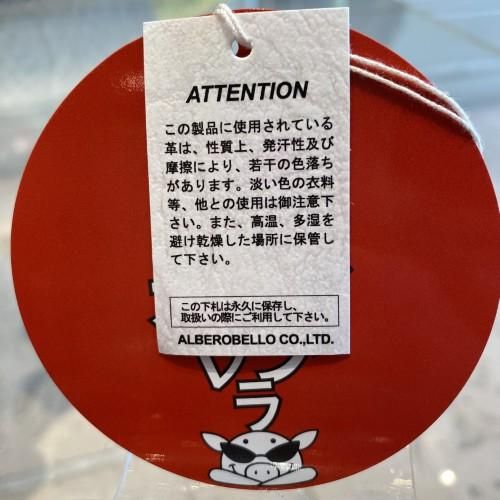 ATTENTION
この製品に使用されている
革は、性質上、発汗性及び
摩擦により、若干の色落ち
があります。淡い色の衣料
等、他との使用は御注意下
さい。また、高温、多湿を
避け乾燥した場所に保管し
て下さい。
この下札は永久に保存し、
取扱いの際にご利用して下さい。
ALBEROBELLO CO.,LTD.
ラ